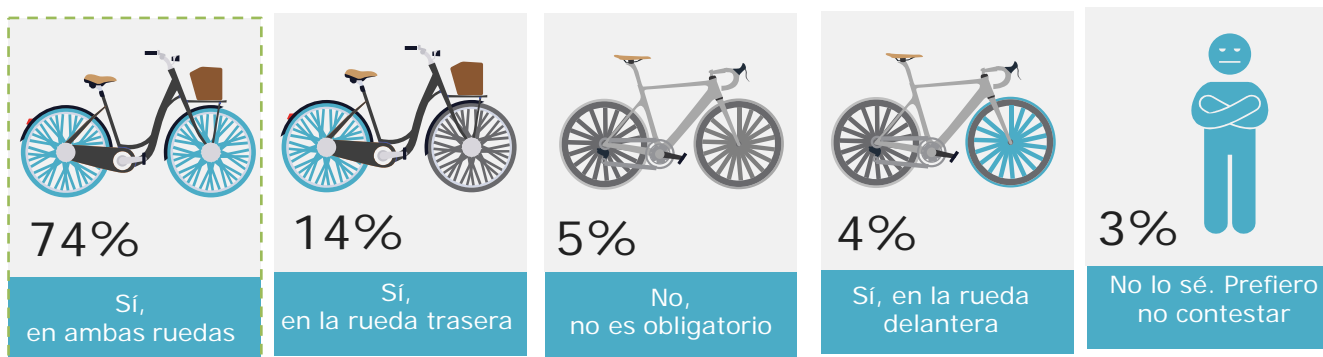 74%
Sí,
en ambas ruedas
14%
Sí,
en la rueda trasera
5%
No,
no es obligatorio
4%
Sí, en la rueda
delantera
3%
No lo sé. Prefiero
no contestar